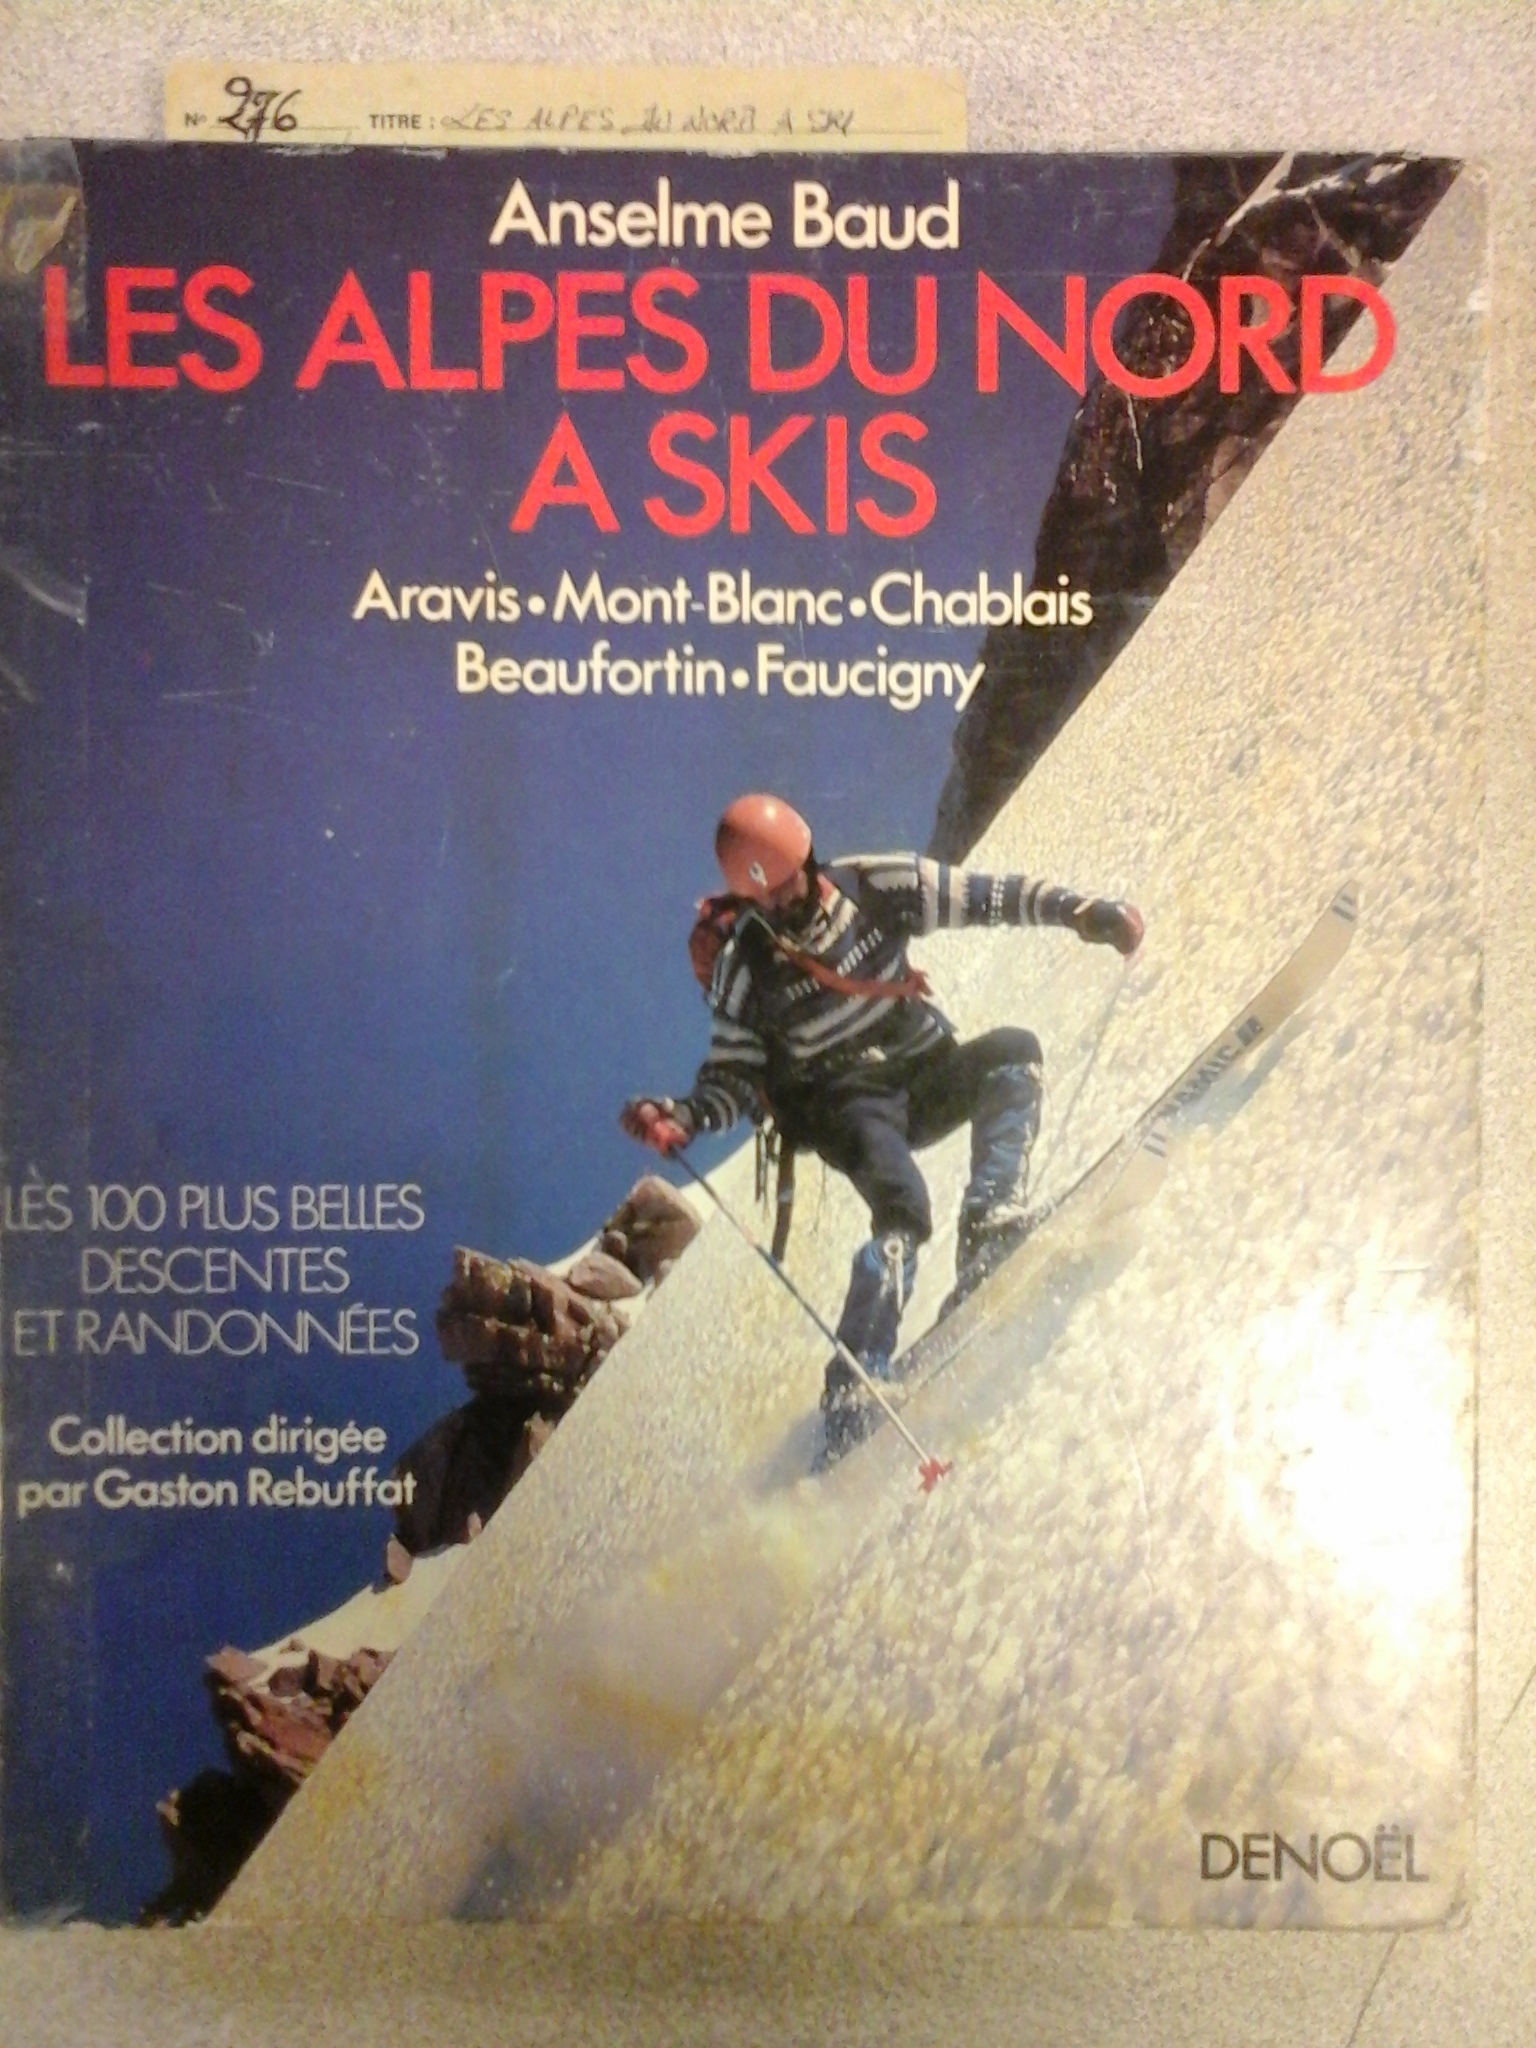 N° 276 TITRE : LES ALPES DU NORD A SKI
Anselme Baud
LES ALPES DU NORD
A SKIS
Aravis • Mont-Blanc • Chablais
Beaufortin • Faucigny
LES 100 PLUS BELLES
DESCENTES
ET RANDONNÉES
Collection dirigée
par Gaston Rebuffat
DENOËL